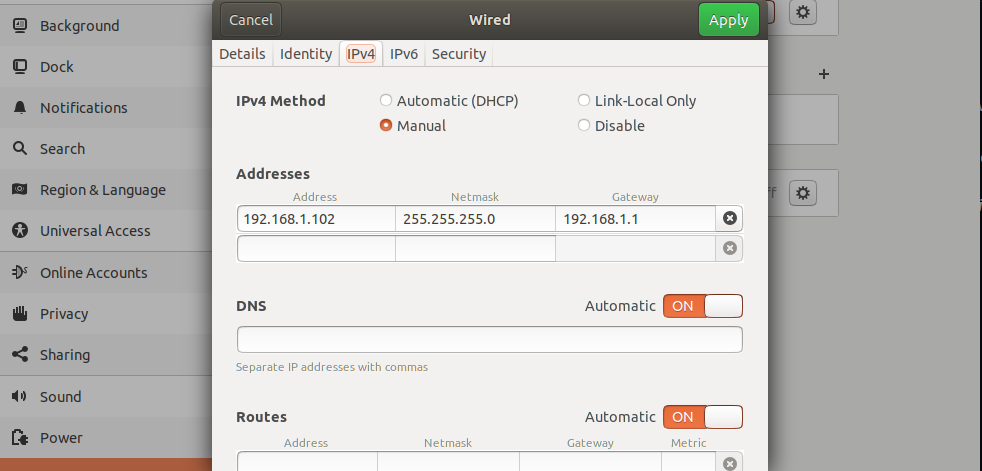 Cancel Wired Apply
Background
Dock
Notifications
Search
Region & Language
Universal Access
Online Accounts
Privacy
Sharing
Sound
Power
Details Identity IPv4 IPv6 Security
IPv4 Method Automatic (DHCP) Link-Local Only
Manual Disable
Addresses
Address Netmask Gateway
192.168.1.102 255.255.255.0 192.168.1.1
DNS Automatic ON
Separate IP addresses with commas
Routes Automatic ON
Address Netmask Gateway Metric